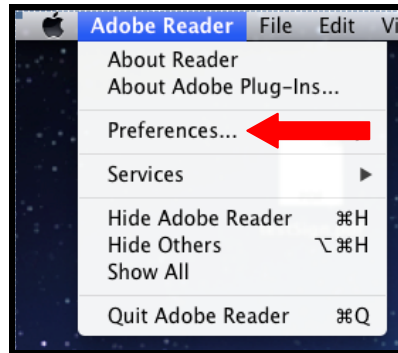 Adobe Reader File Edit
About Reader
About Adobe Plug-Ins...
Preferences...
Services
Hide Adobe Reader ⌘H
Hide Others ⌥⌘H
Show All
Quit Adobe Reader ⌘Q